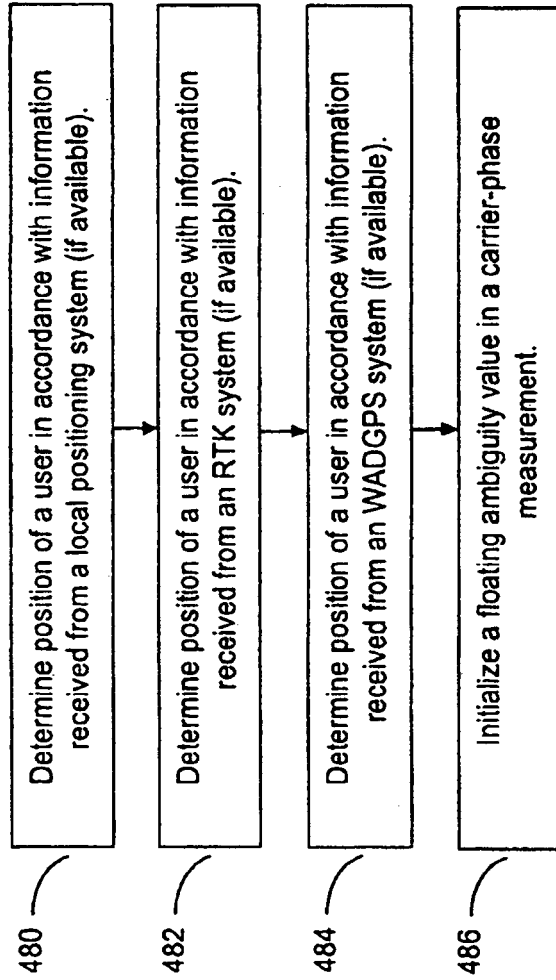 480
Determine position of a user in accordance with information
received from a local positioning system (if available).
482
Determine position of a user in accordance with information
received from an RTK system (if available).
484
Determine position of a user in accordance with information
received from an WADGPS system (if available).
486
Initialize a floating ambiguity value in a carrier-phase
measurement.